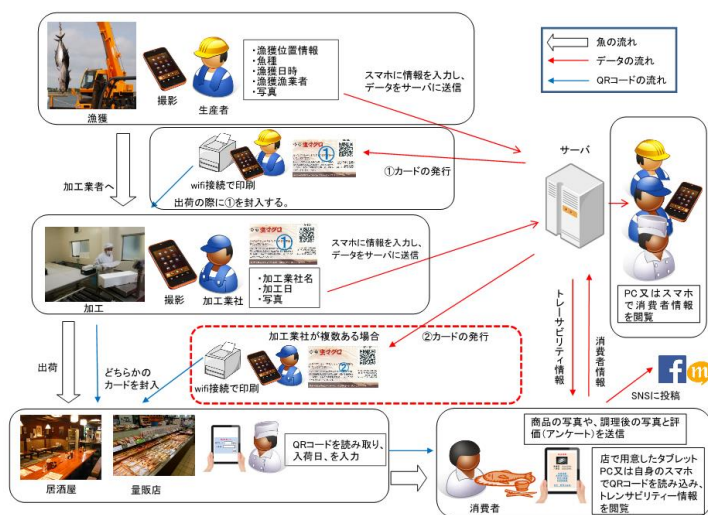 魚の流れ
データの流れ
QRコードの流れ
・漁獲位置情報
・魚種
・漁獲日時
・漁獲漁業者
・写真
撮影
生産者
漁獲
スマホに情報を入力し、
データをサーバに送信
サーバ
加工業者へ
①
wifi接続で印刷
出荷の際に①を封入する。
①カードの発行
スマホに情報を入力し、
データをサーバに送信
①
・加工業社名
・加工日
・写真
加工
撮影
加工業社
PC又はスマホ
で消費者情報
を閲覧
トレーサビリティ情報
消費者情報
加工業社が複数ある場合
②カードの発行
②
wifi接続で印刷
出荷
どちらかの
カードを封入
SNSに投稿
f
m
QRコードを読み取り、
入荷日、を入力
居酒屋
量販店
商品の写真や、調理後の写真と評
価(アンケート)を送信
店で用意したタブレット
PC又は自身のスマホ
でQRコードを読み込み、
トレンサビリティー情報
を閲覧
消費者